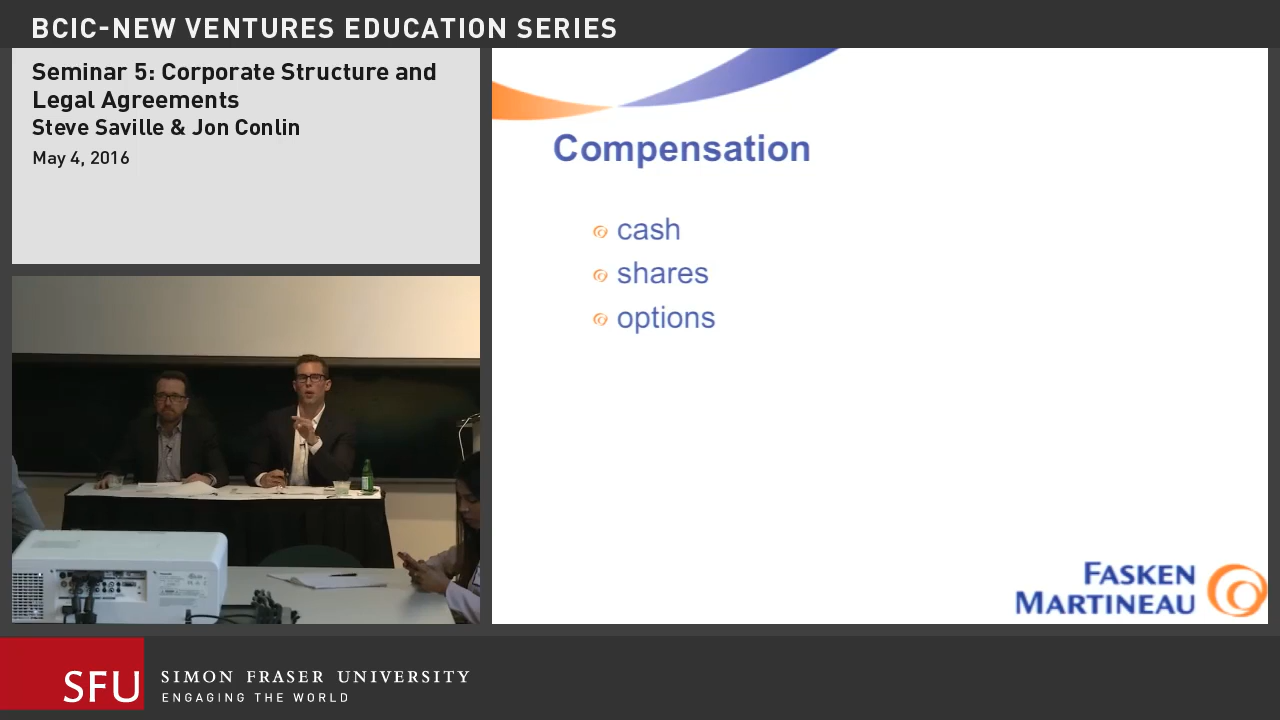 BCIC-NEW VENTURES EDUCATION SERIES
Seminar 5: Corporate Structure and
Legal Agreements
Steve Saville & Jon Conlin
May 4, 2016
Compensation
cash
shares
options
FASKEN
MARTINEAU
SFU
SIMON FRASER UNIVERSITY
ENGAGING THE WORLD